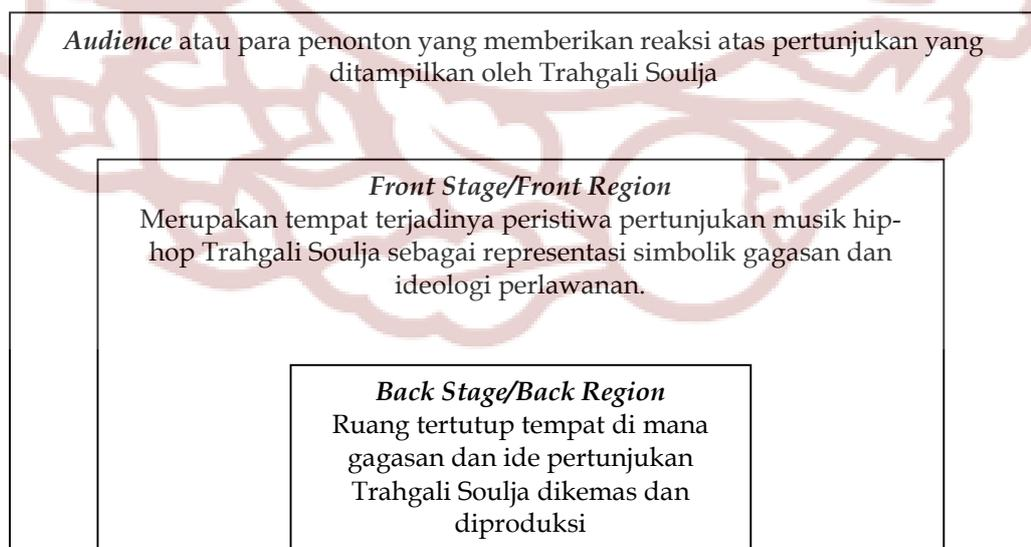 Audience atau para penonton yang memberikan reaksi atas pertunjukan yang
ditampilkan oleh Trahgali Soulja
Front Stage/Front Region
Merupakan tempat terjadinya peristiwa pertunjukan musik hip-
hop Trahgali Soulja sebagai representasi simbolik gagasan dan
ideologi perlawanan.
Back Stage/Back Region
Ruang tertutup tempat di mana
gagasan dan ide pertunjukan
Trahgali Soulja dikemas dan
diproduksi